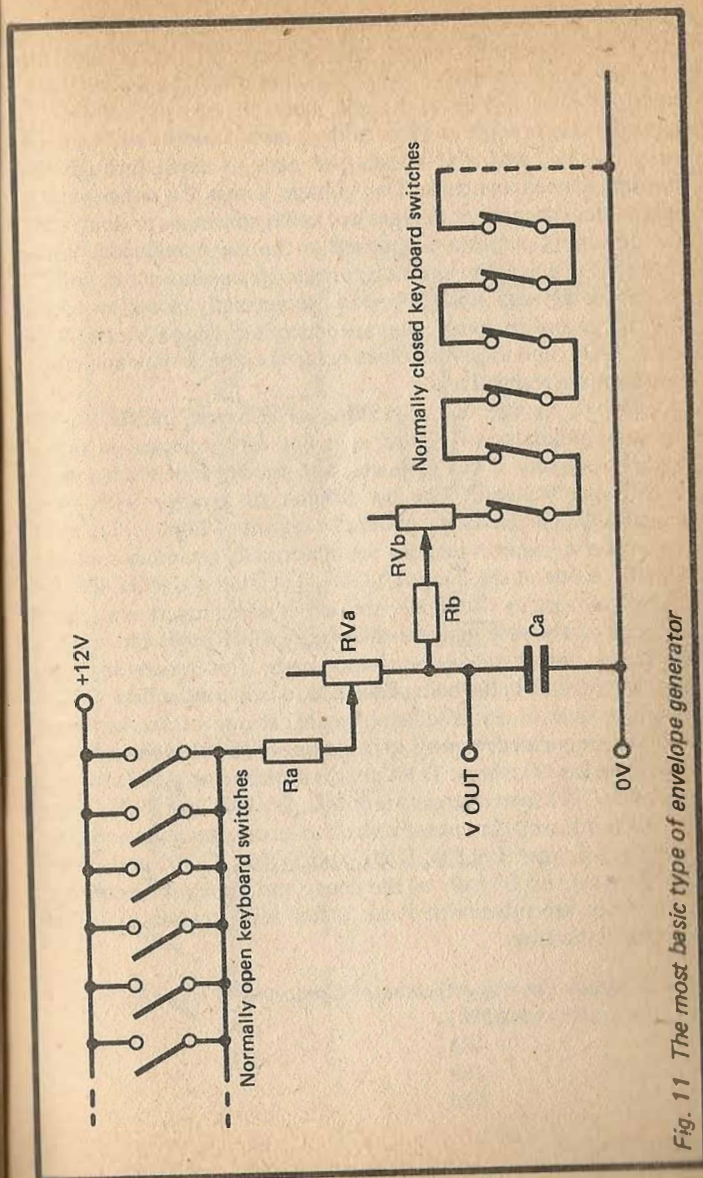 +12V
Normally open keyboard switches
Ra
RVa
V OUT
0V
Rb
RVb
Ca
Normally closed keyboard switches
Fig. 11 The most basic type of envelope generator